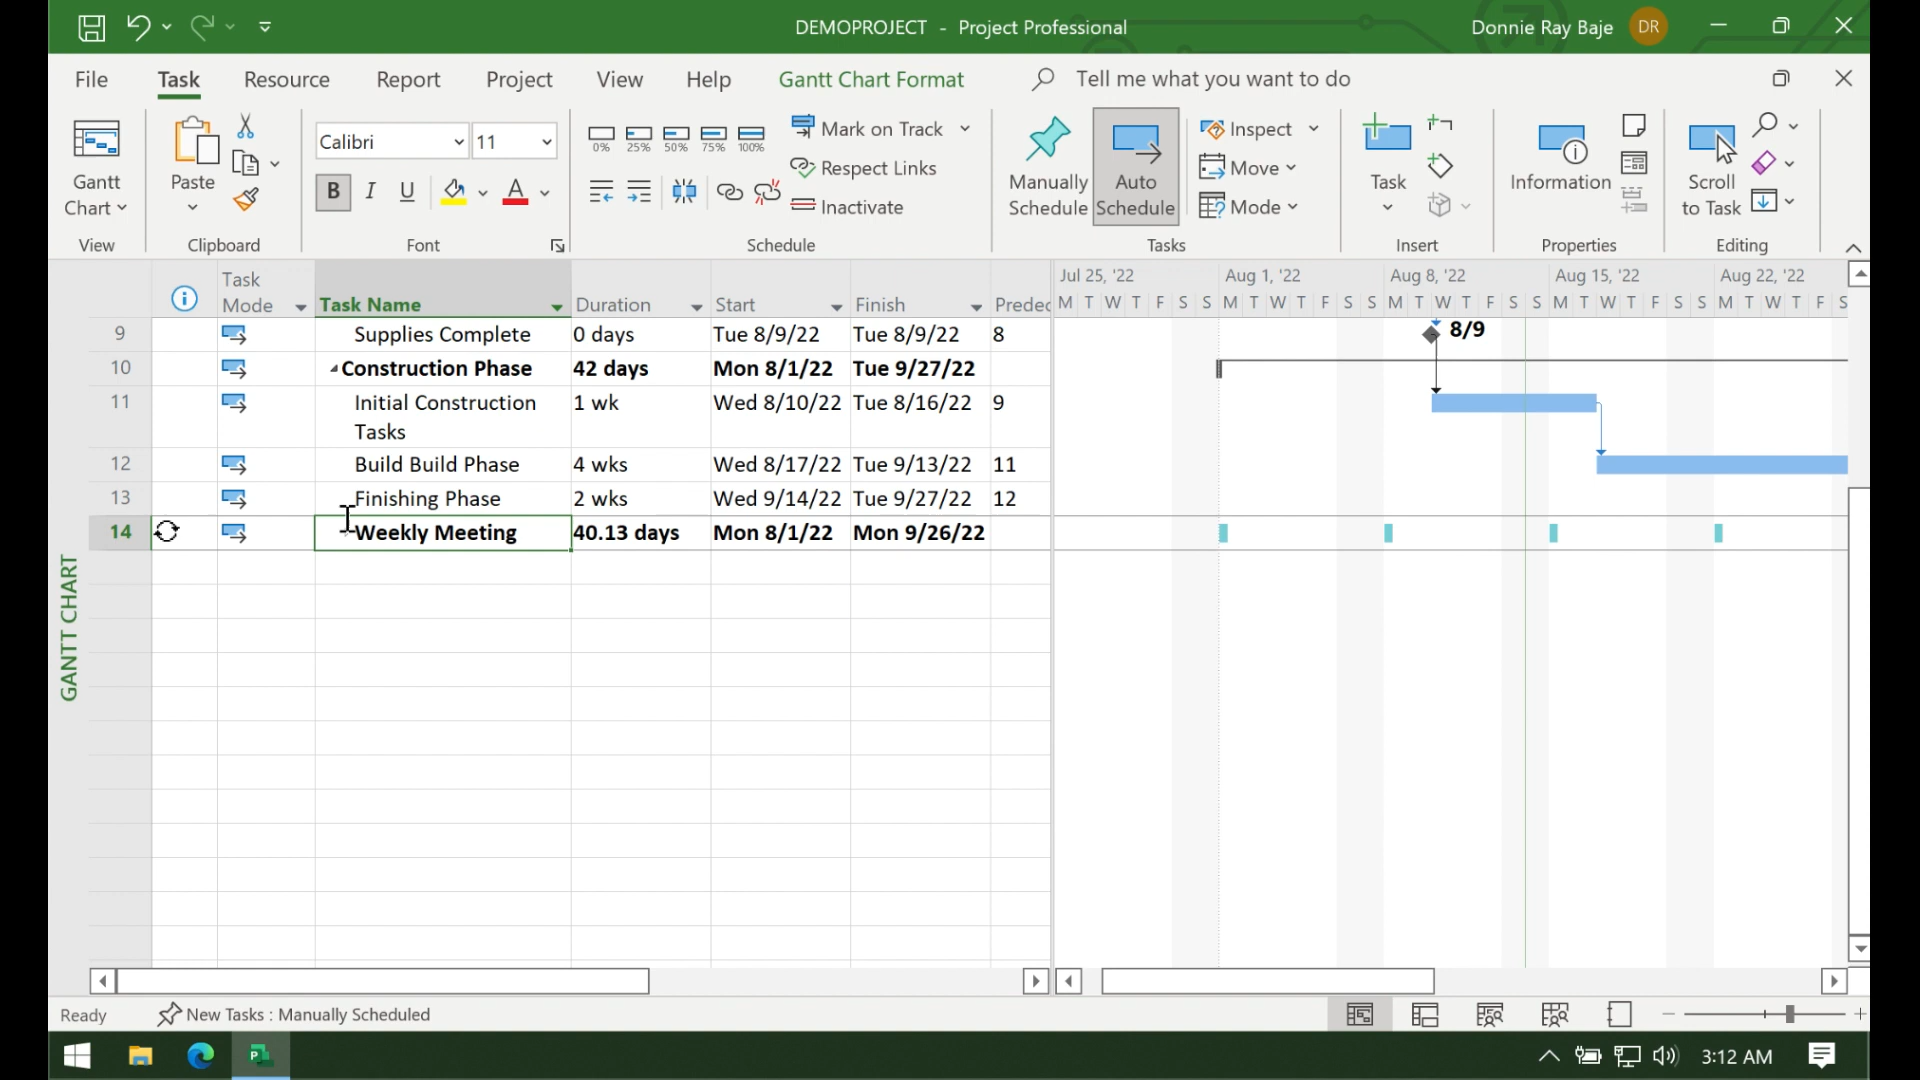 DEMOPROJECT - Project Professional
Donnie Ray Baje DR
File Task Resource Report Project View Help Gantt Chart Format Tell me what you want to do
Gantt
Chart
View
Paste
Clipboard
Calibri 11
B I U A
Font
0% 25% 50% 75% 100%
Mark on Track
Respect Links
Inactivate
Schedule
Manually
Schedule
Auto
Schedule
Inspect
Move
Mode
Tasks
Task
Insert
Information
Properties
Scroll
to Task
Editing
Task
Mode Task Name Duration Start Finish Predec
Jul 25, '22 Aug 1, '22 Aug 8, '22 Aug 15, '22 Aug 22, '22
M T W T F S S M T W T F S S M T W T F S S M T W T F S S M T W T F S
9 Supplies Complete 0 days Tue 8/9/22 Tue 8/9/22 8
8/9
10 Construction Phase 42 days Mon 8/1/22 Tue 9/27/22
11 Initial Construction 1 wk Wed 8/10/22 Tue 8/16/22 9
Tasks
12 Build Build Phase 4 wks Wed 8/17/22 Tue 9/13/22 11
13 Finishing Phase 2 wks Wed 9/14/22 Tue 9/27/22 12
14 Weekly Meeting 40.13 days Mon 8/1/22 Mon 9/26/22
GANTT CHART
Ready New Tasks : Manually Scheduled
3:12 AM